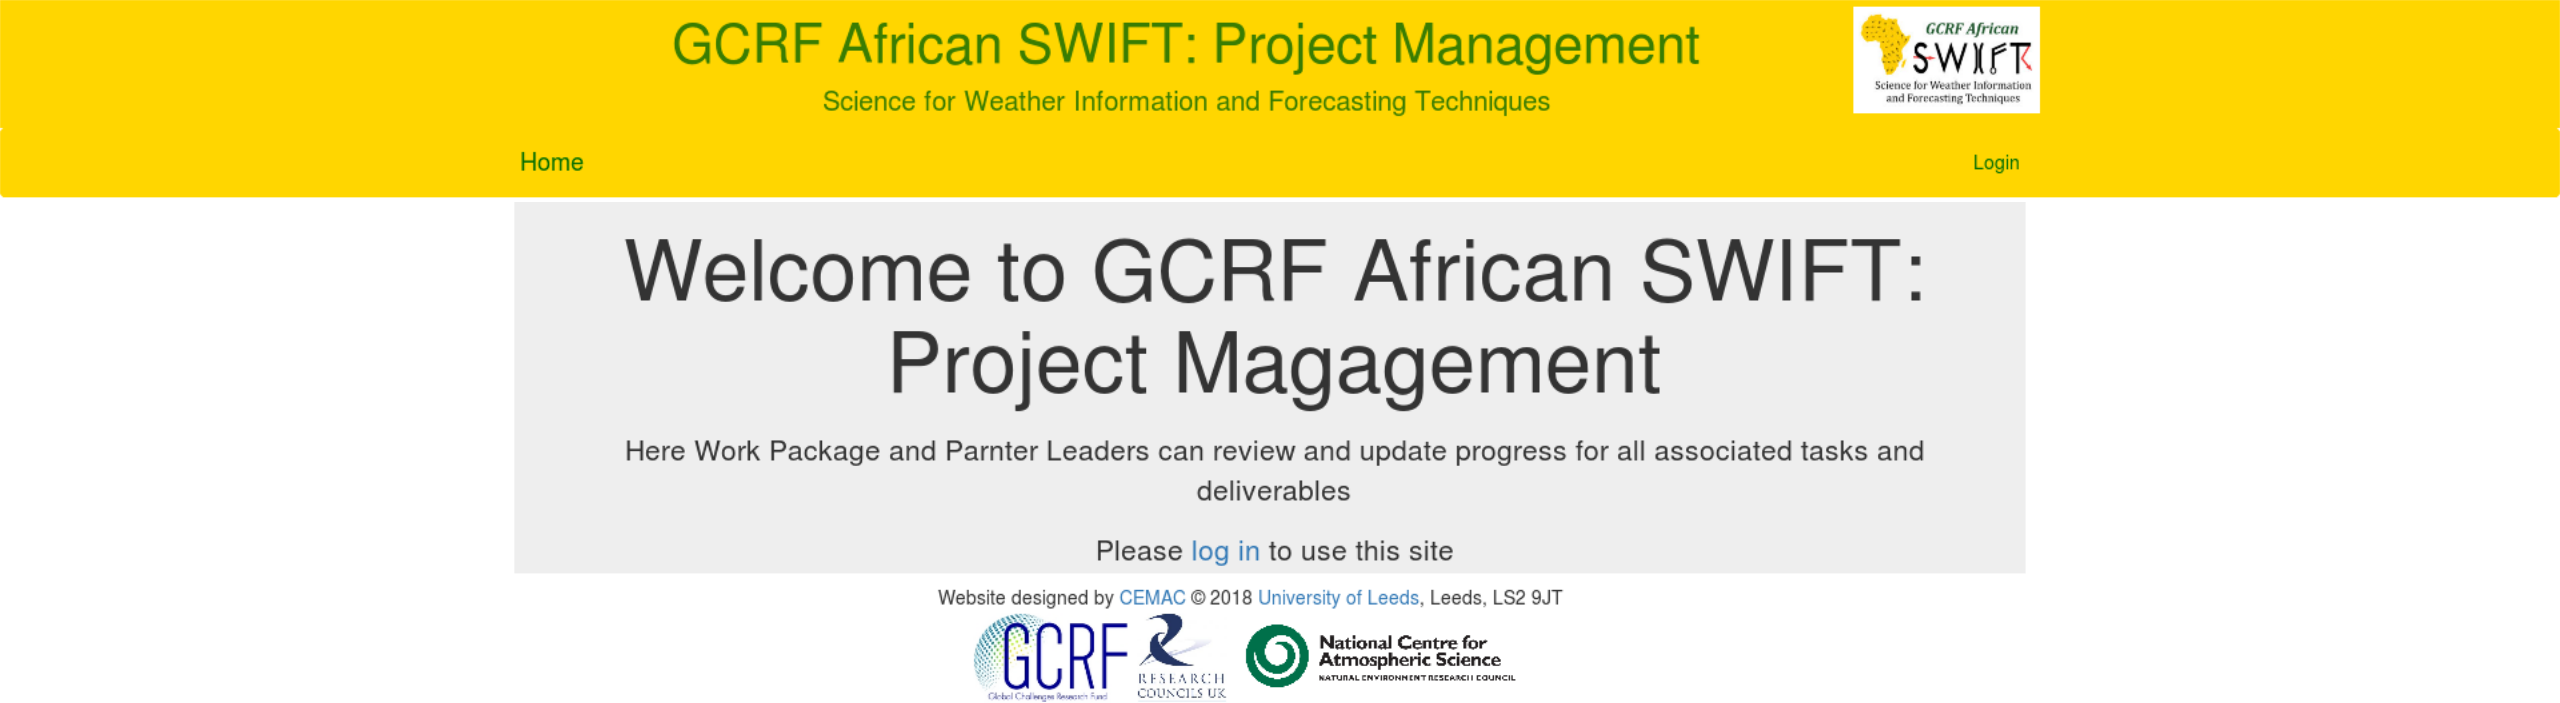 GCRF African SWIFT: Project Management
Science for Weather Information and Forecasting Techniques
GCRF African
SWIFT
Science for Weather Information
and Forecasting Techniques
Home
Login
Welcome to GCRF African SWIFT:
Project Magagement
Here Work Package and Parnter Leaders can review and update progress for all associated tasks and
deliverables
Please log in to use this site
Website designed by CEMAC © 2018 University of Leeds, Leeds, LS2 9JT
GCRF
Global Challenges Research Fund
RESEARCH
COUNCILS UK
National Centre for
Atmospheric Science
NATURAL ENVIRONMENT RESEARCH COUNCIL